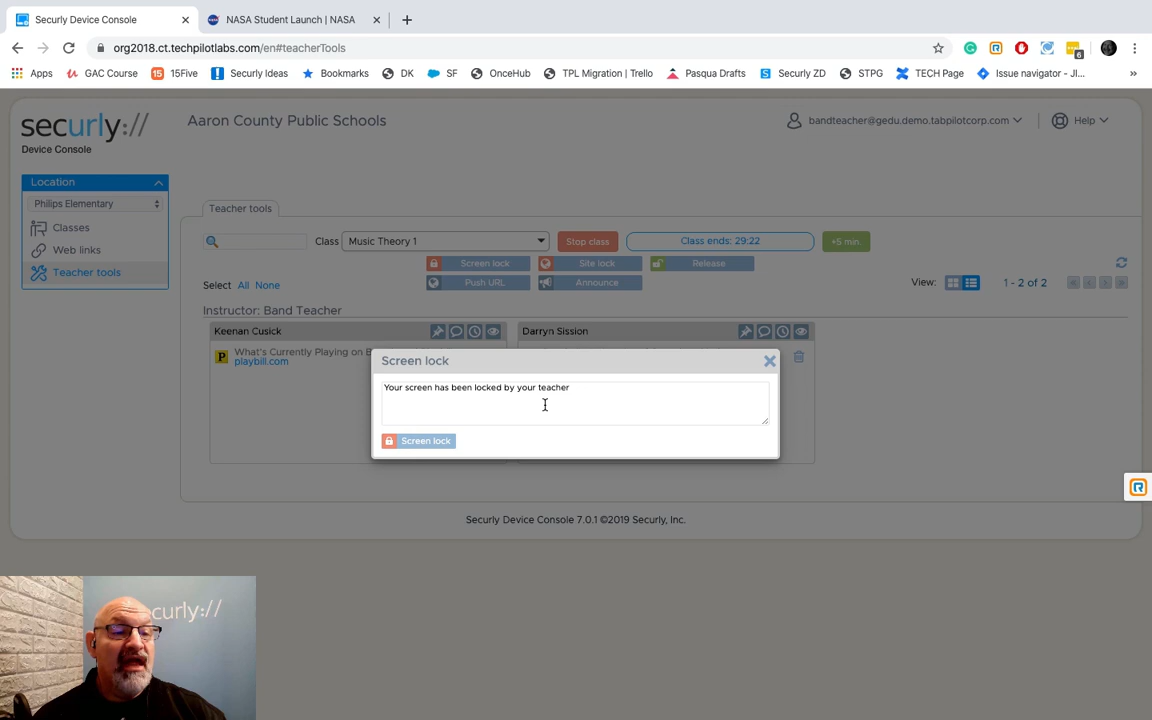 Securly Device Console
NASA Student Launch | NASA
org2018.ct.techpilotlabs.com/en#teacherTools
6
Apps
GAC Course
15 15Five
Securly Ideas
Bookmarks
DK
SF
OnceHub
TPL Migration | Trello
Pasqua Drafts
Securly ZD
STPG
TECH Page
Issue navigator - JI...
»
securly://
Device Console
Aaron County Public Schools
bandteacher@gedu.demo.tabpilotcorp.com
Help
Location
Philips Elementary
Classes
Web links
Teacher tools
Teacher tools
Class
Music Theory 1
Stop class
Class ends: 29:22
+5 min.
Screen lock
Site lock
Release
Push URL
Announce
Select All None
View:
1 - 2 of 2
Instructor: Band Teacher
Keenan Cusick
Darryn Sission
P What's Currently Playing on B
playbill.com
Screen lock
Your screen has been locked by your teacher
Screen lock
Securly Device Console 7.0.1 ©2019 Securly, Inc.
securly://